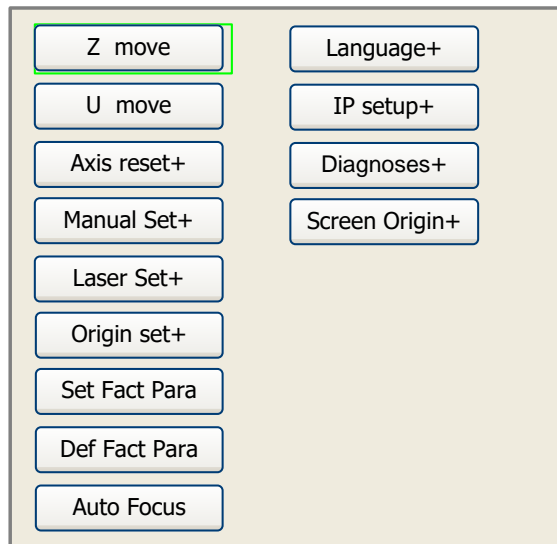 Z  move
U  move
Axis reset+
Manual Set+
Laser Set+
Origin set+
Set Fact Para
Def Fact Para
Auto Focus
Language+
IP setup+
Diagnoses+
Screen Origin+